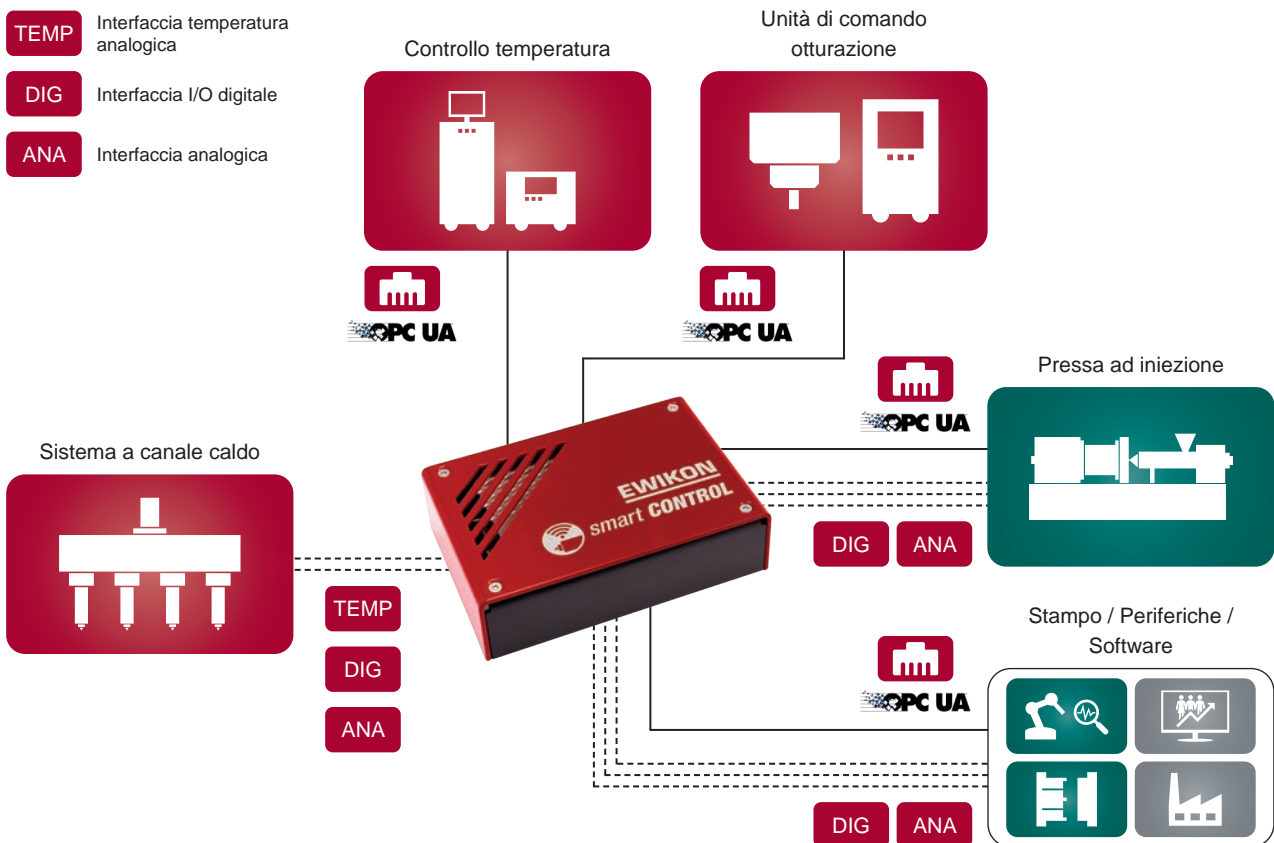 TEMP
Interfaccia temperatura
analogica
DIG
Interfaccia I/O digitale
ANA
Interfaccia analogica
Controllo temperatura
Unità di comando
otturazione
OPC UA
OPC UA
Pressa ad iniezione
OPC UA
Sistema a canale caldo
EWIKON
smart CONTROL
DIG
ANA
TEMP
DIG
ANA
Stampo / Periferiche /
Software
OPC UA
DIG
ANA